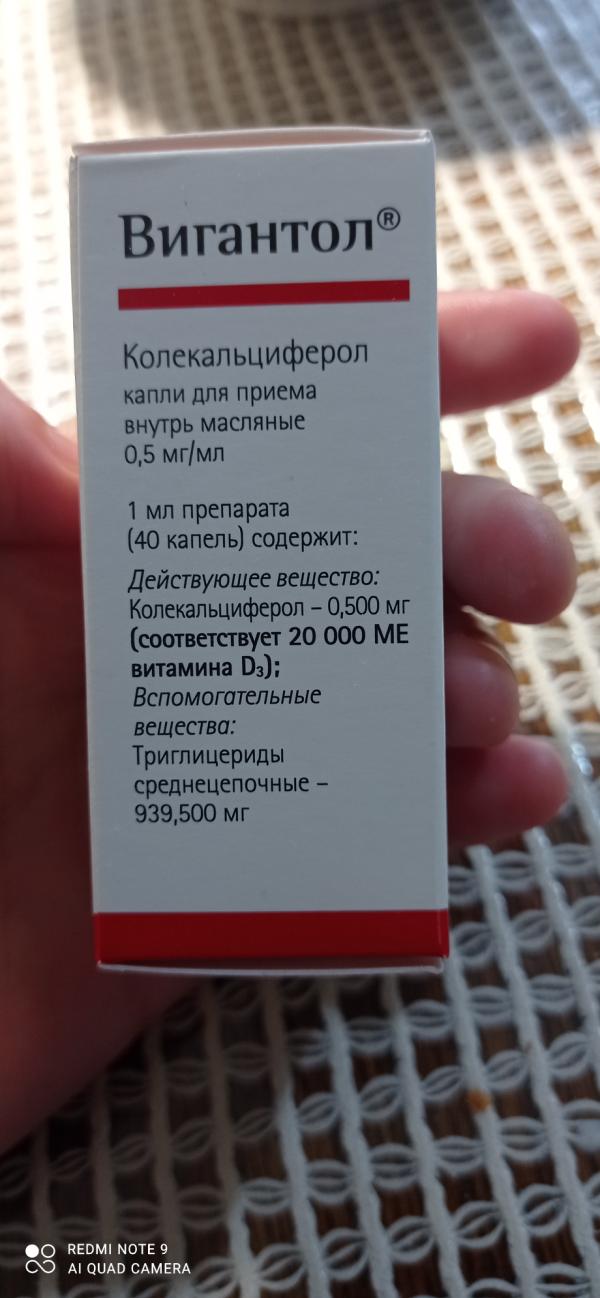 Вигантол®
Колекальциферол
капли для приема
внутрь масляные
0,5 мг/мл
1 мл препарата
(40 капель) содержит:
Действующее вещество:
Колекальциферол – 0,500 мг
(соответствует 20 000 МЕ
витамина D₃);
Вспомогательные
вещества:
Триглицериды
среднецепочные –
939,500 мг
REDMI NOTE 9
AI QUAD CAMERA